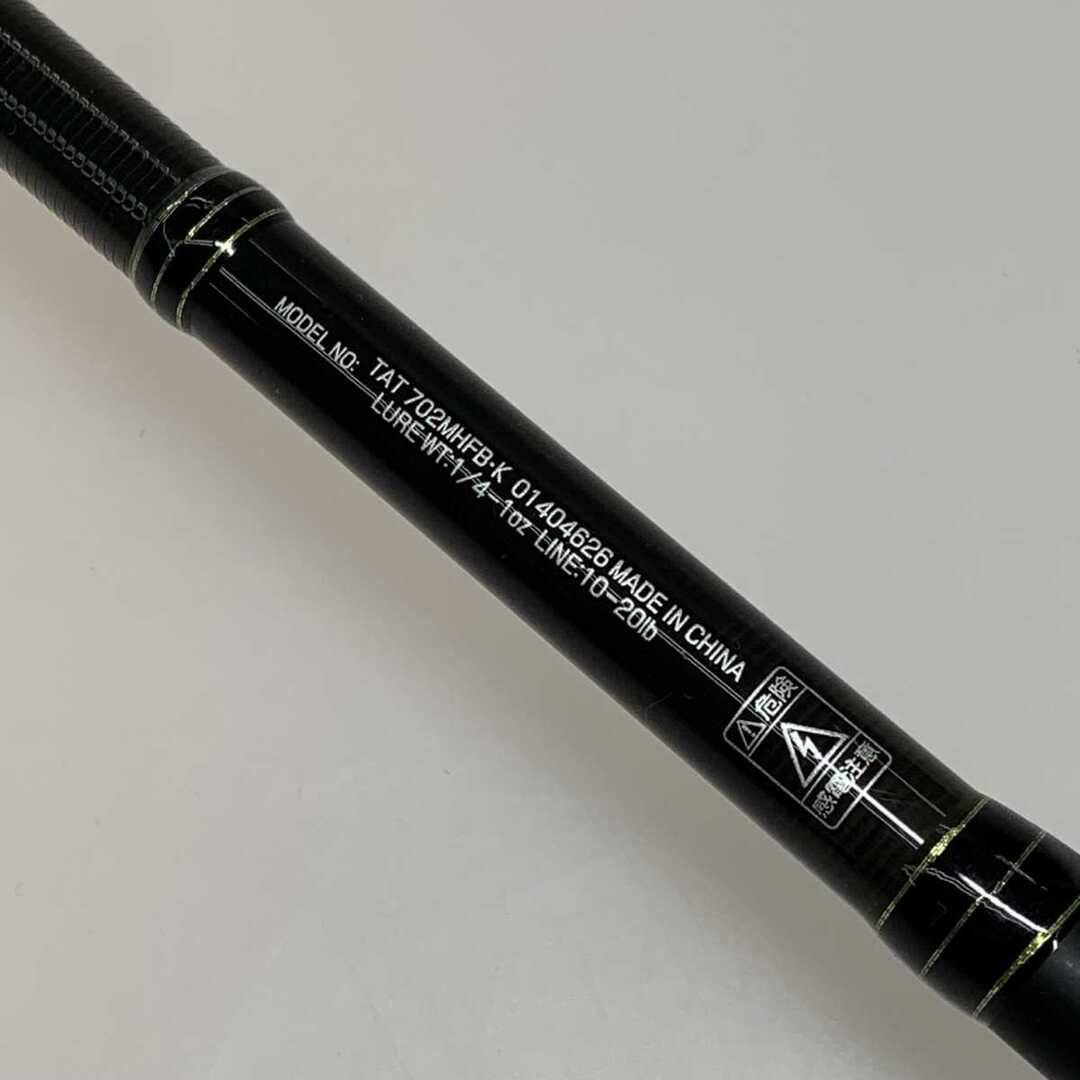 MODEL NO: TAT 702MHFB·K 01404626 MADE IN CHINA
LURE WT:1/4-1oz LINE:10-20lb
危険
感電注意